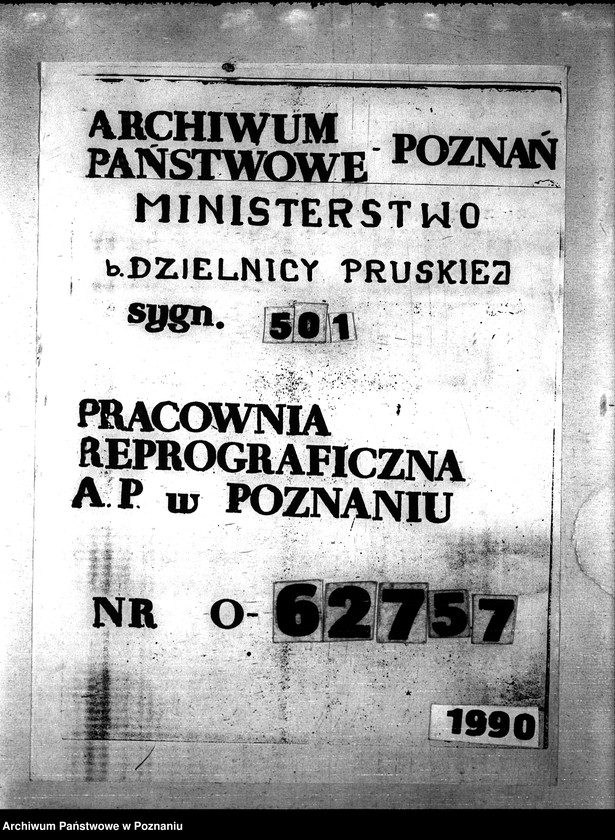 ARCHIWUM
PAŃSTWOWE - POZNAŃ
MINISTERSTWO
b. DZIELNICY PRUSKIEJ
sygn. 501
PRACOWNIA
REPROGRAFICZNA
A.P. w POZNANIU
NR O-62757
1990
Archiwum Państwowe w Poznaniu